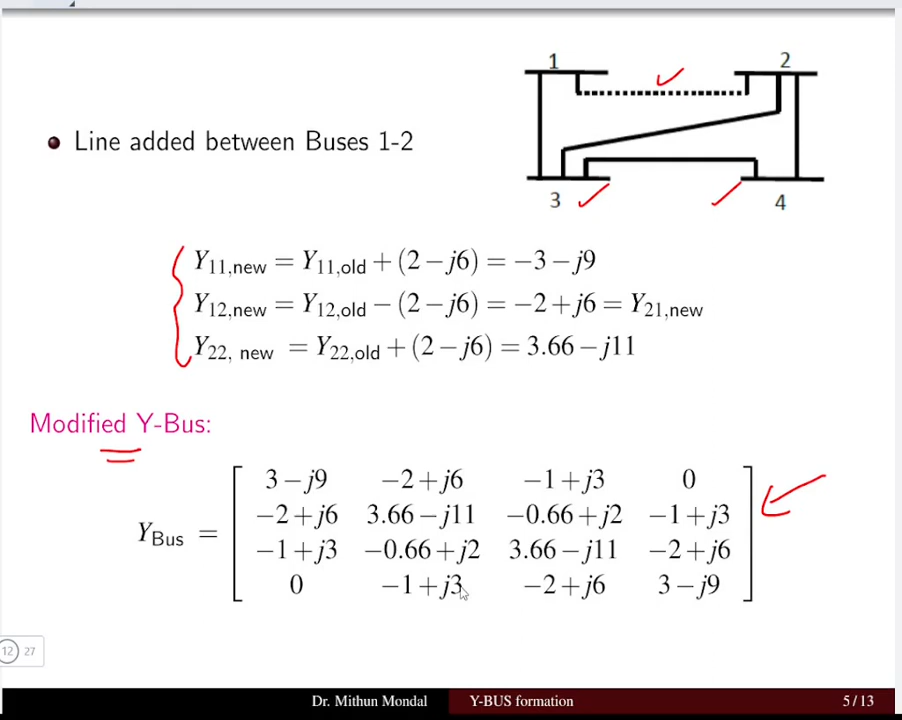 1 2
Line added between Buses 1-2
3 4
Y11,new = Y11,old + (2 − j6) = −3 − j9
Y12,new = Y12,old − (2 − j6) = −2 + j6 = Y21,new
Y22, new = Y22,old + (2 − j6) = 3.66 − j11
Modified Y-Bus:
3 − j9 −2 + j6 −1 + j3 0
−2 + j6 3.66 − j11 −0.66 + j2 −1 + j3
YBus =
−1 + j3 −0.66 + j2 3.66 − j11 −2 + j6
0 −1 + j3 −2 + j6 3 − j9
12 27
Dr. Mithun Mondal Y-BUS formation 5 / 13